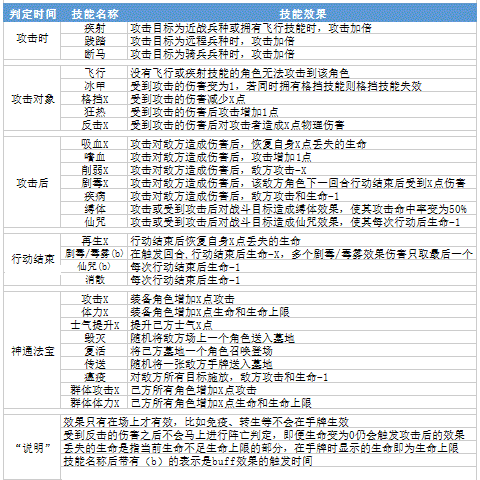 判定时间 技能名称 技能效果
攻击时 疾射 攻击目标为近战兵种或拥有飞行技能时，攻击加倍
践踏 攻击目标为远程兵种时，攻击加倍
断马 攻击目标为骑兵兵种时，攻击加倍
攻击对象 飞行 没有飞行或疾射技能的角色无法攻击到该角色
冰甲 受到攻击的伤害变为1，若同时拥有格挡技能则格挡技能失效
格挡X 受到攻击的伤害减少X点
狂热 受到攻击的伤害后攻击增加1点
反击X 受到攻击的伤害后对攻击者造成X点物理伤害
攻击后 吸血X 攻击对敌方造成伤害后，恢复自身X点丢失的生命
嗜血 攻击对敌方造成伤害后，攻击增加1点
削弱X 攻击对敌方造成伤害后，敌方攻击-X
剧毒X 攻击对敌方造成伤害后，该敌方角色下一回合行动结束后受到X点伤害
疾病 攻击对敌方造成伤害后，敌方攻击和生命-1
缚体 攻击或受到攻击后对战斗目标造成缚体效果，使其攻击命中率变为50%
仙咒 攻击或受到攻击后对战斗目标造成仙咒效果，使其每次行动后生命-1
行动结束 再生X 行动结束后恢复自身X点丢失的生命
剧毒/毒雾(b) 在触发回合，行动结束后生命-X，多个剧毒/毒雾效果伤害只取最后一个
仙咒(b) 每次行动结束后生命-1
消散 每次行动结束后生命-1
神通法宝 攻击X 装备角色增加X点攻击
体力X 装备角色增加X点生命和生命上限
士气提升X 提升己方士气X点
毁灭 随机将敌方场上一个角色送入墓地
复活 将己方墓地一个角色召唤登场
传送 随机将一张敌方手牌送入墓地
瘟疫 对敌方所有目标施放，敌方攻击和生命-1
群体攻击X 己方所有角色增加X点攻击
群体体力X 己方所有角色增加X点生命和生命上限
“说明” 效果只有在场上才有效，比如免疫、转生等不会在手牌生效
受到反击的伤害之后不会马上进行阵亡判定，即便生命变为0仍会触发攻击后的效果
丢失的生命是指当前生命不足生命上限的部分，在手牌时显示的生命即为生命上限
技能名称后带有（b）的表示是buff效果的触发时间